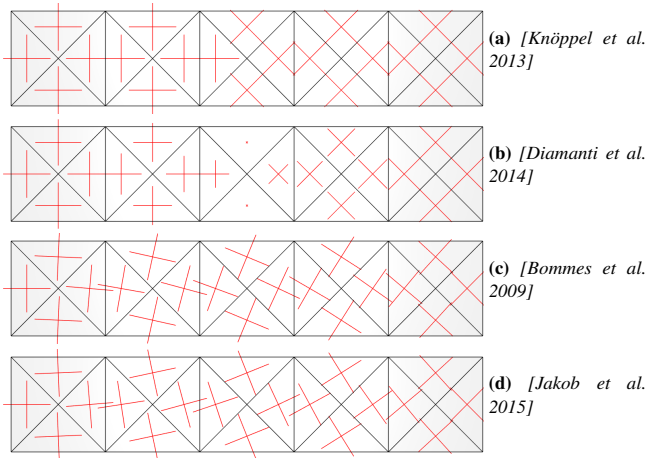 (a) [Knöppel et al.
2013]
(b) [Diamanti et al.
2014]
(c) [Bommes et al.
2009]
(d) [Jakob et al.
2015]